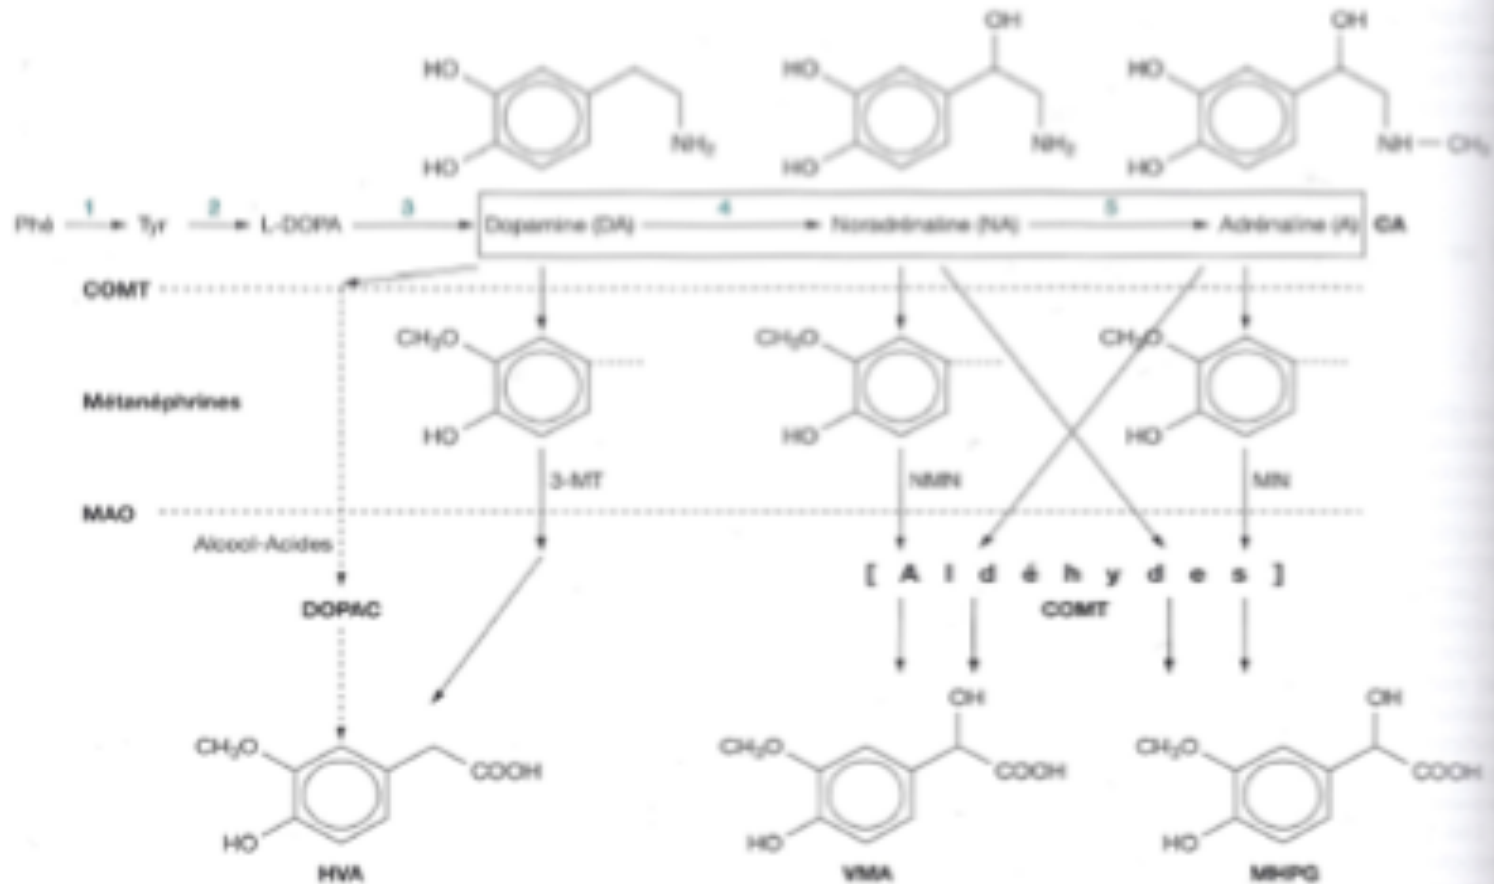 OH OH
HO HO HO
NH₂ NH₂ NH — CH₃
HO HO HO
1 2 3 4 5
Phé Tyr L-DOPA Dopamine (DA) Noradrénaline (NA) Adrénaline (A) CA
COMT
CH₃O CH₃O CH₃O
Métanéphrines
HO HO HO
3-MT NMN MN
MAO
Alcool-Acides
[ A l d é h y d e s ]
DOPAC COMT
OH OH
CH₃O COOH CH₃O COOH CH₃O COOH
HO HO HO
HVA VMA MHPG